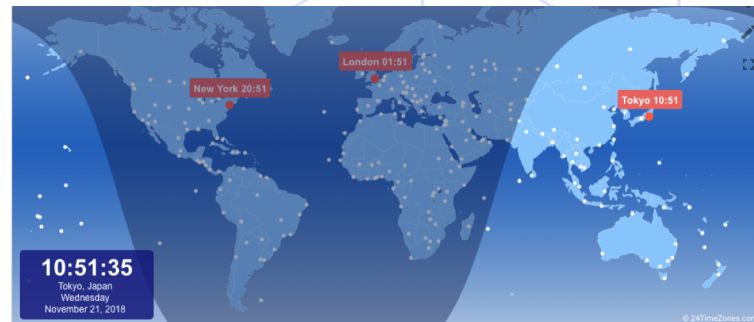 London 01:51
New York 20:51
Tokyo 10:51
10:51:35
Tokyo, Japan
Wednesday
November 21, 2018
© 24TimeZones.com